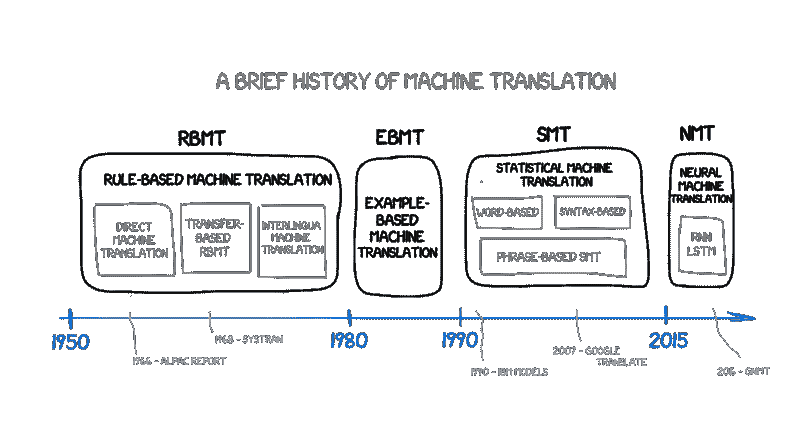 A BRIEF HISTORY OF MACHINE TRANSLATION
RBMT
EBMT
SMT
NMT
RULE-BASED MACHINE TRANSLATION
DIRECT
MACHINE
TRANSLATION
TRANSFER-
BASED
RBMT
INTERLINGUA
MACHINE
TRANSLATION
EXAMPLE-
BASED
MACHINE
TRANSLATION
STATISTICAL MACHINE
TRANSLATION
WORD-BASED
SYNTAX-BASED
PHRASE-BASED SMT
NEURAL
MACHINE
TRANSLATION
RNN
LSTM
1950
1980
1990
2015
1966 - ALPAC REPORT
1968 - SYSTRAN
1990 - IBM MODELS
2007 - GOOGLE
TRANSLATE
- GNMT